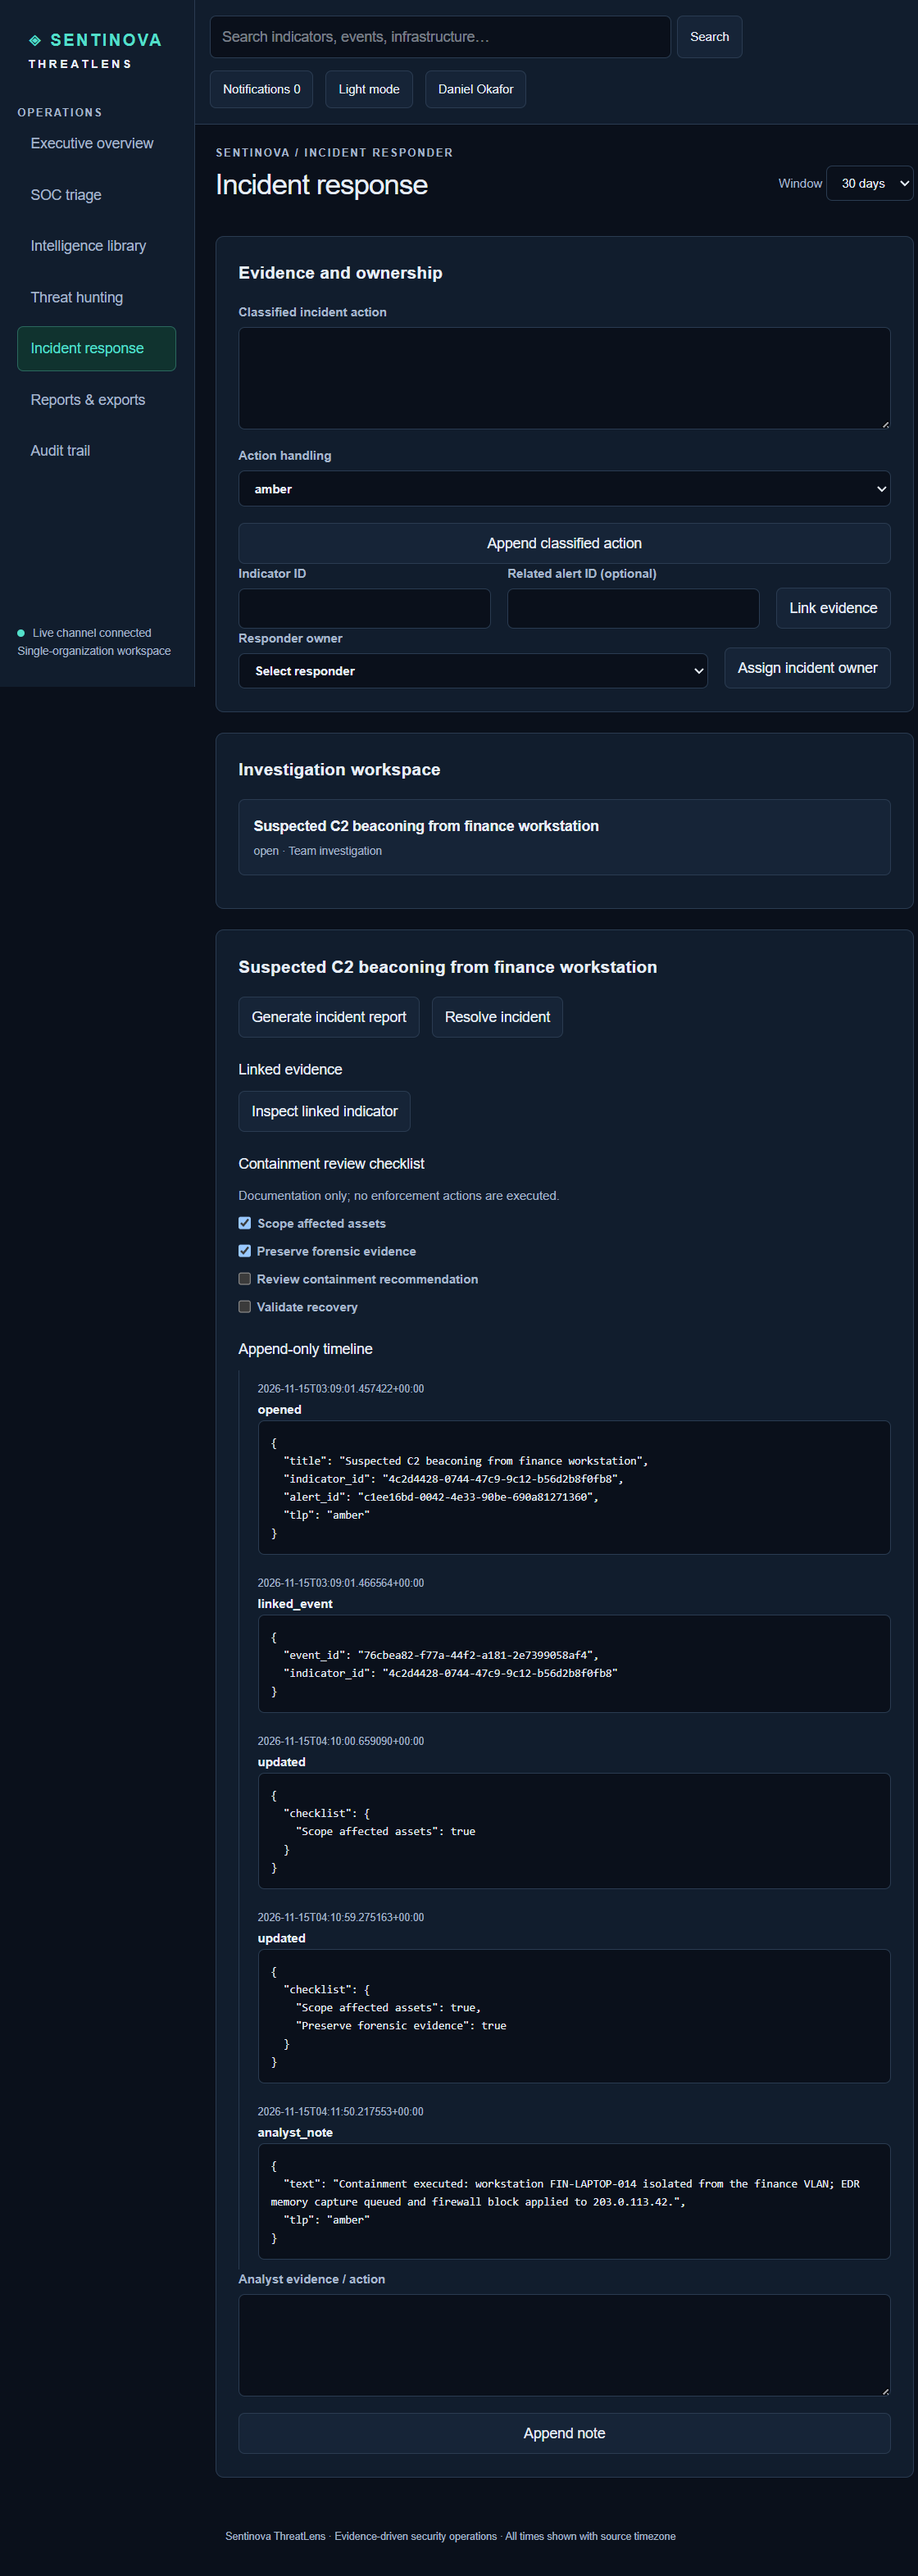 ◈ SENTINOVA
THREATLENS
OPERATIONS
Executive overview
SOC triage
Intelligence library
Threat hunting
Incident response
Reports & exports
Audit trail
Live channel connected
Single-organization workspace
Search indicators, events, infrastructure…
Search
Notifications 0
Light mode
Daniel Okafor
SENTINOVA / INCIDENT RESPONDER
Incident response
Window
30 days
Evidence and ownership
Classified incident action
Action handling
amber
Append classified action
Indicator ID
Related alert ID (optional)
Link evidence
Responder owner
Select responder
Assign incident owner
Investigation workspace
Suspected C2 beaconing from finance workstation
open · Team investigation
Suspected C2 beaconing from finance workstation
Generate incident report
Resolve incident
Linked evidence
Inspect linked indicator
Containment review checklist
Documentation only; no enforcement actions are executed.
Scope affected assets
Preserve forensic evidence
Review containment recommendation
Validate recovery
Append-only timeline
2026-11-15T03:09:01.457422+00:00
opened
{
"title": "Suspected C2 beaconing from finance workstation",
"indicator_id": "4c2d4428-0744-47c9-9c12-b56d2b8f0fb8",
"alert_id": "c1ee16bd-0042-4e33-90be-690a81271360",
"tlp": "amber"
}
2026-11-15T03:09:01.466564+00:00
linked_event
{
"event_id": "76cbea82-f77a-44f2-a181-2e7399058af4",
"indicator_id": "4c2d4428-0744-47c9-9c12-b56d2b8f0fb8"
}
2026-11-15T04:10:00.659090+00:00
updated
{
"checklist": {
"Scope affected assets": true
}
}
2026-11-15T04:10:59.275163+00:00
updated
{
"checklist": {
"Scope affected assets": true,
"Preserve forensic evidence": true
}
}
2026-11-15T04:11:50.217553+00:00
analyst_note
{
"text": "Containment executed: workstation FIN-LAPTOP-014 isolated from the finance VLAN; EDR
memory capture queued and firewall block applied to 203.0.113.42.",
"tlp": "amber"
}
Analyst evidence / action
Append note
Sentinova ThreatLens · Evidence-driven security operations · All times shown with source timezone